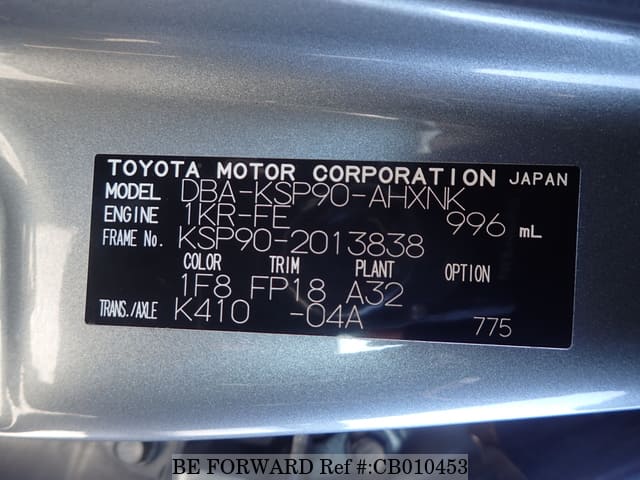 TOYOTA MOTOR CORPORATION JAPAN
MODEL DBA-KSP90-AHXNK
ENGINE 1KR-FE 996 mL
FRAME No. KSP90-2013838
COLOR TRIM PLANT OPTION
1F8 FP18 A32
TRANS./AXLE K410 -04A 775
BE FORWARD Ref #:CB010453